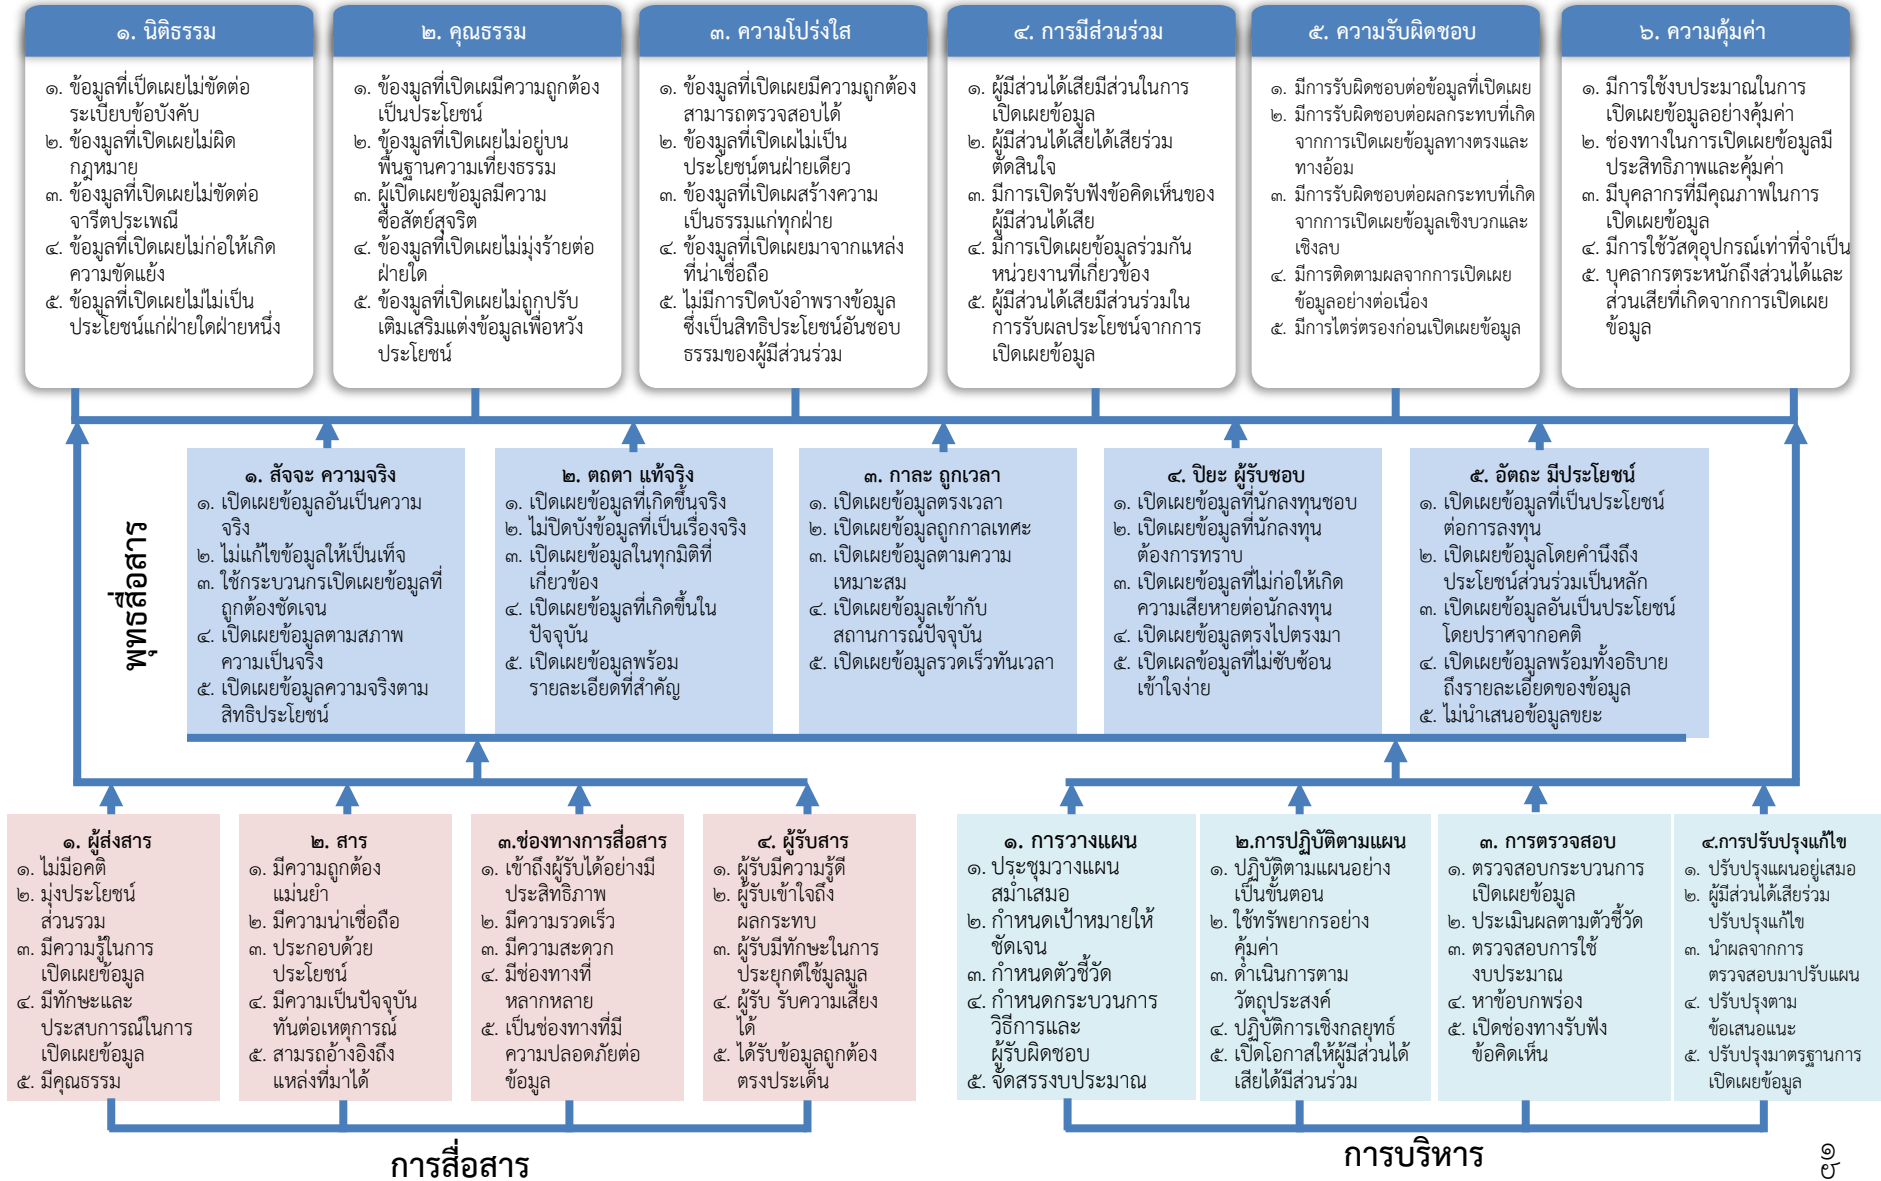 ๑. นิติธรรม
๑. ข้อมูลที่เปิดเผยไม่ขัดต่อ
ระเบียบข้อบังคับ
๒. ข้องมูลที่เปิดเผยไม่ผิด
กฎหมาย
๓. ข้องมูลที่เปิดเผยไม่ขัดต่อ
จารีตประเพณี
๔. ข้อมูลที่เปิดเผยไม่ก่อให้เกิด
ความขัดแย้ง
๕. ข้อมูลที่เปิดเผยไม่ไม่เป็น
ประโยชน์แก่ฝ่ายใดฝ่ายหนึ่ง
๒. คุณธรรม
๑. ข้องมูลที่เปิดเผมีความถูกต้อง
เป็นประโยชน์
๒. ข้องมูลที่เปิดเผยไม่อยู่บน
พื้นฐานความเที่ยงธรรม
๓. ผู้เปิดเผยข้อมูลมีความ
ซื่อสัตย์สุจริต
๔. ข้องมูลที่เปิดเผยไม่มุ่งร้ายต่อ
ฝ่ายใด
๕. ข้องมูลที่เปิดเผยไม่ถูกปรับ
เติมเสริมแต่งข้อมูลเพื่อหวัง
ประโยชน์
๓. ความโปร่งใส
๑. ข้องมูลที่เปิดเผยมีความถูกต้อง
สามารถตรวจสอบได้
๒. ข้องมูลที่เปิดเผไม่เป็น
ประโยชน์ตนฝ่ายเดียว
๓. ข้องมูลที่เปิดเผสร้างความ
เป็นธรรมแก่ทุกฝ่าย
๔. ข้องมูลที่เปิดเผยมาจากแหล่ง
ที่น่าเชื่อถือ
๕. ไม่มีการปิดบังอำพรางข้อมูล
ซึ่งเป็นสิทธิประโยชน์อันชอบ
ธรรมของผู้มีส่วนร่วม
๔. การมีส่วนร่วม
๑. ผู้มีส่วนได้เสียมีส่วนในการ
เปิดเผยข้อมูล
๒. ผู้มีส่วนได้เสียได้เสียร่วม
ตัดสินใจ
๓. มีการเปิดรับฟังข้อคิดเห็นของ
ผู้มีส่วนได้เสีย
๔. มีการเปิดเผยข้อมูลร่วมกัน
หน่วยงานที่เกี่ยวข้อง
๕. ผู้มีส่วนได้เสียมีส่วนร่วมใน
การรับผลประโยชน์จากการ
เปิดเผยข้อมูล
๕. ความรับผิดชอบ
๑. มีการรับผิดชอบต่อข้อมูลที่เปิดเผย
๒. มีการรับผิดชอบต่อผลกระทบที่เกิด
จากการเปิดเผยข้อมูลทางตรงและ
ทางอ้อม
๓. มีการรับผิดชอบต่อผลกระทบที่เกิด
จากการเปิดเผยข้อมูลเชิงบวกและ
เชิงลบ
๔. มีการติดตามผลจากการเปิดเผย
ข้อมูลอย่างต่อเนื่อง
๕. มีการไตร่ตรองก่อนเปิดเผยข้อมูล
๖. ความคุ้มค่า
๑. มีการใช้งบประมาณในการ
เปิดเผยข้อมูลอย่างคุ้มค่า
๒. ช่องทางในการเปิดเผยข้อมูลมี
ประสิทธิภาพและคุ้มค่า
๓. มีบุคลากรที่มีคุณภาพในการ
เปิดเผยข้อมูล
๔. มีการใช้วัสดุอุปกรณ์เท่าที่จำเป็น
๕. บุคลากรตระหนักถึงส่วนได้และ
ส่วนเสียที่เกิดจากการเปิดเผย
ข้อมูล
พุทธสื่อสาร
๑. สัจจะ ความจริง
๑. เปิดเผยข้อมูลอันเป็นความ
จริง
๒. ไม่แก้ไขข้อมูลให้เป็นเท็จ
๓. ใช้กระบวนกรเปิดเผยข้อมูลที่
ถูกต้องชัดเจน
๔. เปิดเผยข้อมูลตามสภาพ
ความเป็นจริง
๕. เปิดเผยข้อมูลความจริงตาม
สิทธิประโยชน์
๒. ตถตา แท้จริง
๑. เปิดเผยข้อมูลที่เกิดขึ้นจริง
๒. ไม่ปิดบังข้อมูลที่เป็นเรื่องจริง
๓. เปิดเผยข้อมูลในทุกมิติที่
เกี่ยวข้อง
๔. เปิดเผยข้อมูลที่เกิดขึ้นใน
ปัจจุบัน
๕. เปิดเผยข้อมูลพร้อม
รายละเอียดที่สำคัญ
๓. กาละ ถูกเวลา
๑. เปิดเผยข้อมูลตรงเวลา
๒. เปิดเผยข้อมูลถูกกาลเทศะ
๓. เปิดเผยข้อมูลตามความ
เหมาะสม
๔. เปิดเผยข้อมูลเข้ากับ
สถานการณ์ปัจจุบัน
๕. เปิดเผยข้อมูลรวดเร็วทันเวลา
๔. ปิยะ ผู้รับชอบ
๑. เปิดเผยข้อมูลที่นักลงทุนชอบ
๒. เปิดเผยข้อมูลที่นักลงทุน
ต้องการทราบ
๓. เปิดเผยข้อมูลที่ไม่ก่อให้เกิด
ความเสียหายต่อนักลงทุน
๔. เปิดเผยข้อมูลตรงไปตรงมา
๕. เปิดเผลข้อมูลที่ไม่ซับซ้อน
เข้าใจง่าย
๕. อัตถะ มีประโยชน์
๑. เปิดเผยข้อมูลที่เป็นประโยชน์
ต่อการลงทุน
๒. เปิดเผยข้อมูลโดยคำนึงถึง
ประโยชน์ส่วนร่วมเป็นหลัก
๓. เปิดเผยข้อมูลอันเป็นประโยชน์
โดยปราศจากอคติ
๔. เปิดเผยข้อมูลพร้อมทั้งอธิบาย
ถึงรายละเอียดของข้อมูล
๕. ไม่นำเสนอข้อมูลขยะ
๑. ผู้ส่งสาร
๑. ไม่มีอคติ
๒. มุ่งประโยชน์
ส่วนรวม
๓. มีความรู้ในการ
เปิดเผยข้อมูล
๔. มีทักษะและ
ประสบการณ์ในการ
เปิดเผยข้อมูล
๕. มีคุณธรรม
๒. สาร
๑. มีความถูกต้อง
แม่นยำ
๒. มีความน่าเชื่อถือ
๓. ประกอบด้วย
ประโยชน์
๔. มีความเป็นปัจจุบัน
ทันต่อเหตุการณ์
๕. สามรถอ้างอิงถึง
แหล่งที่มาได้
๓.ช่องทางการสื่อสาร
๑. เข้าถึงผู้รับได้อย่างมี
ประสิทธิภาพ
๒. มีความรวดเร็ว
๓. มีความสะดวก
๔. มีช่องทางที่
หลากหลาย
๕. เป็นช่องทางที่มี
ความปลอดภัยต่อ
ข้อมูล
๔. ผู้รับสาร
๑. ผู้รับมีความรู้ดี
๒. ผู้รับเข้าใจถึง
ผลกระทบ
๓. ผู้รับมีทักษะในการ
ประยุกต์ใช้มูลมูล
๔. ผู้รับ รับความเสี่ยง
ได้
๕. ได้รับข้อมูลถูกต้อง
ตรงประเด็น
๑. การวางแผน
๑. ประชุมวางแผน
สม่ำเสมอ
๒. กำหนดเป้าหมายให้
ชัดเจน
๓. กำหนดตัวชี้วัด
๔. กำหนดกระบวนการ
วิธีการและ
ผู้รับผิดชอบ
๕. จัดสรรงบประมาณ
๒.การปฏิบัติตามแผน
๑. ปฏิบัติตามแผนอย่าง
เป็นขั้นตอน
๒. ใช้ทรัพยากรอย่าง
คุ้มค่า
๓. ดำเนินการตาม
วัตถุประสงค์
๔. ปฏิบัติการเชิงกลยุทธ์
๕. เปิดโอกาสให้ผู้มีส่วนได้
เสียได้มีส่วนร่วม
๓. การตรวจสอบ
๑. ตรวจสอบกระบวนการ
เปิดเผยข้อมูล
๒. ประเมินผลตามตัวชี้วัด
๓. ตรวจสอบการใช้
งบประมาณ
๔. หาข้อบกพร่อง
๕. เปิดช่องทางรับฟัง
ข้อคิดเห็น
๔.การปรับปรุงแก้ไข
๑. ปรับปรุงแผนอยู่เสมอ
๒. ผู้มีส่วนได้เสียร่วม
ปรับปรุงแก้ไข
๓. นำผลจากการ
ตรวจสอบมาปรับแผน
๔. ปรับปรุงตาม
ข้อเสนอแนะ
๕. ปรับปรุงมาตรฐานการ
เปิดเผยข้อมูล
การสื่อสาร
การบริหาร
๑๖